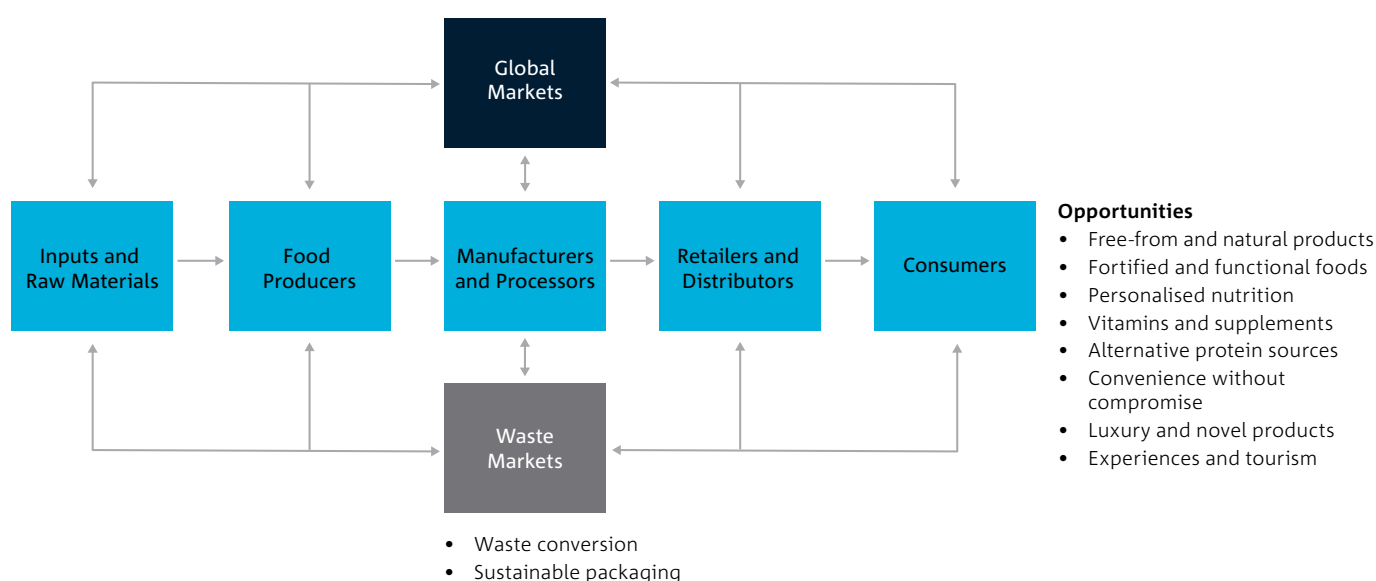 Global
Markets
Inputs and
Raw Materials
Food
Producers
Manufacturers
and Processors
Retailers and
Distributors
Consumers
Opportunities
• Free-from and natural products
• Fortified and functional foods
• Personalised nutrition
• Vitamins and supplements
• Alternative protein sources
• Convenience without
compromise
• Luxury and novel products
• Experiences and tourism
Waste
Markets
• Waste conversion
• Sustainable packaging